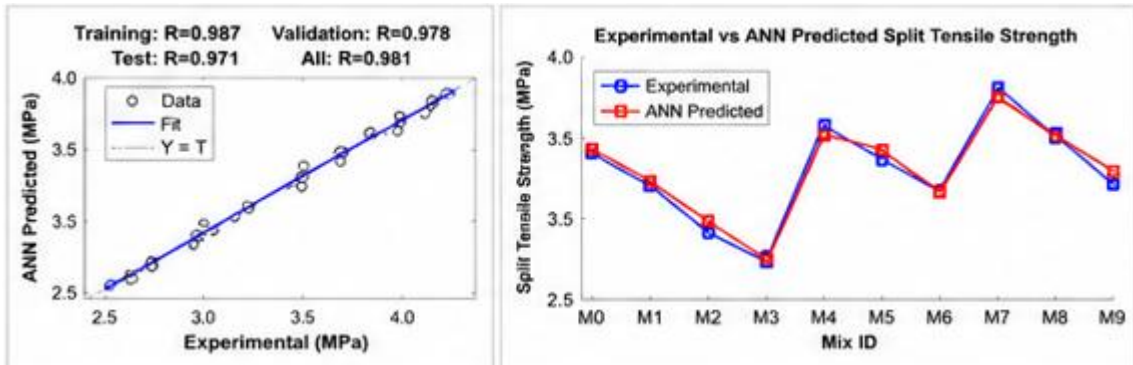 Training: R=0.987 Validation: R=0.978
Test: R=0.971 All: R=0.981
4.0
3.5
3.5
2.5
ANN Predicted (MPa)
Data
Fit
Y = T
2.5 3.0 3.5 4.0
Experimental (MPa)
Experimental vs ANN Predicted Split Tensile Strength
4.0
3.5
3.5
2.5
Split Tensile Strength (MPa)
Experimental
ANN Predicted
M0 M1 M2 M3 M4 M5 M6 M7 M8 M9
Mix ID